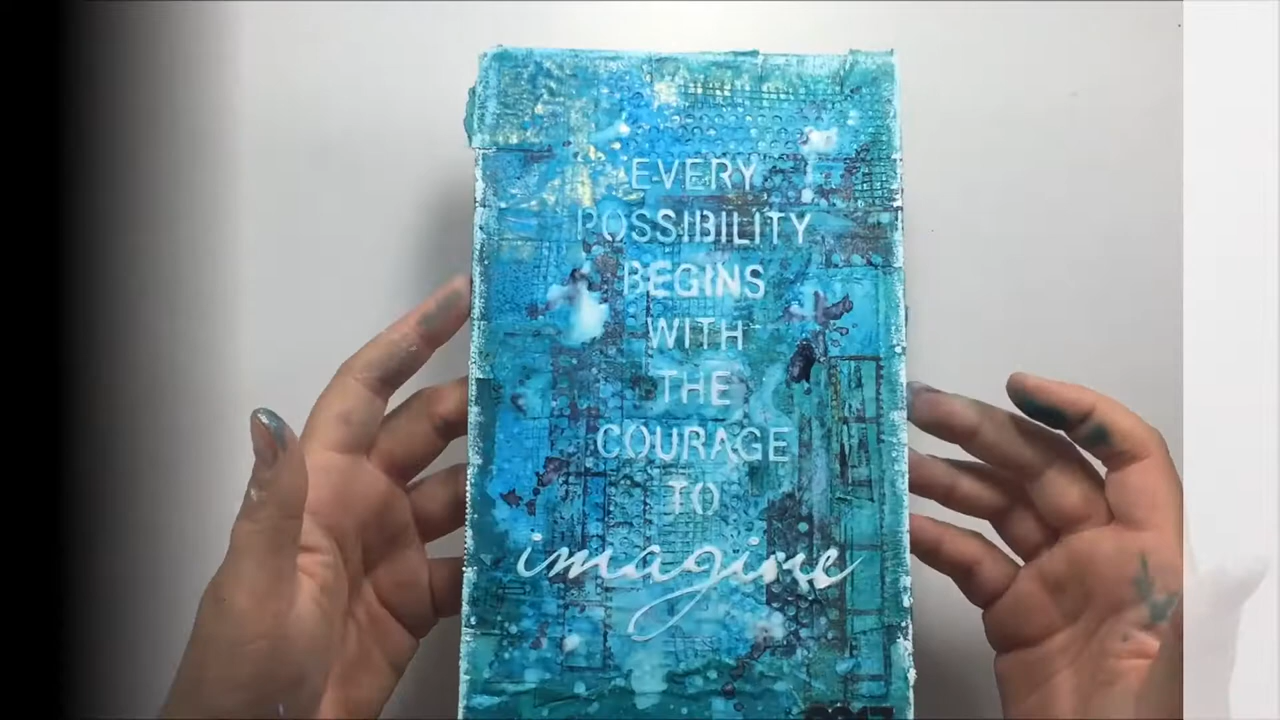 EVERY
POSSIBILITY
BEGINS
WITH
THE
COURAGE
TO
imagine